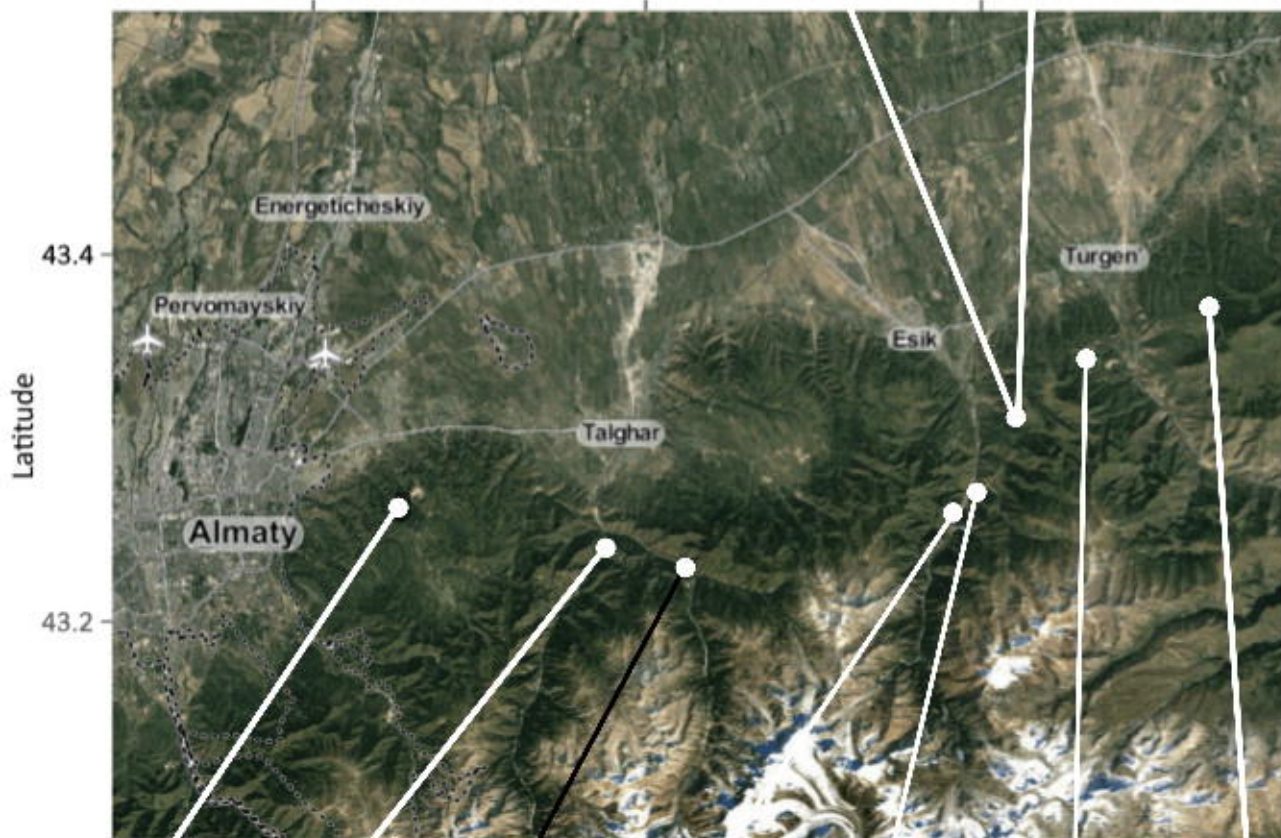 Energeticheskiy
43.4
Turgen'
Pervomayskiy
Esik
Latitude
Talghar
Almaty
43.2